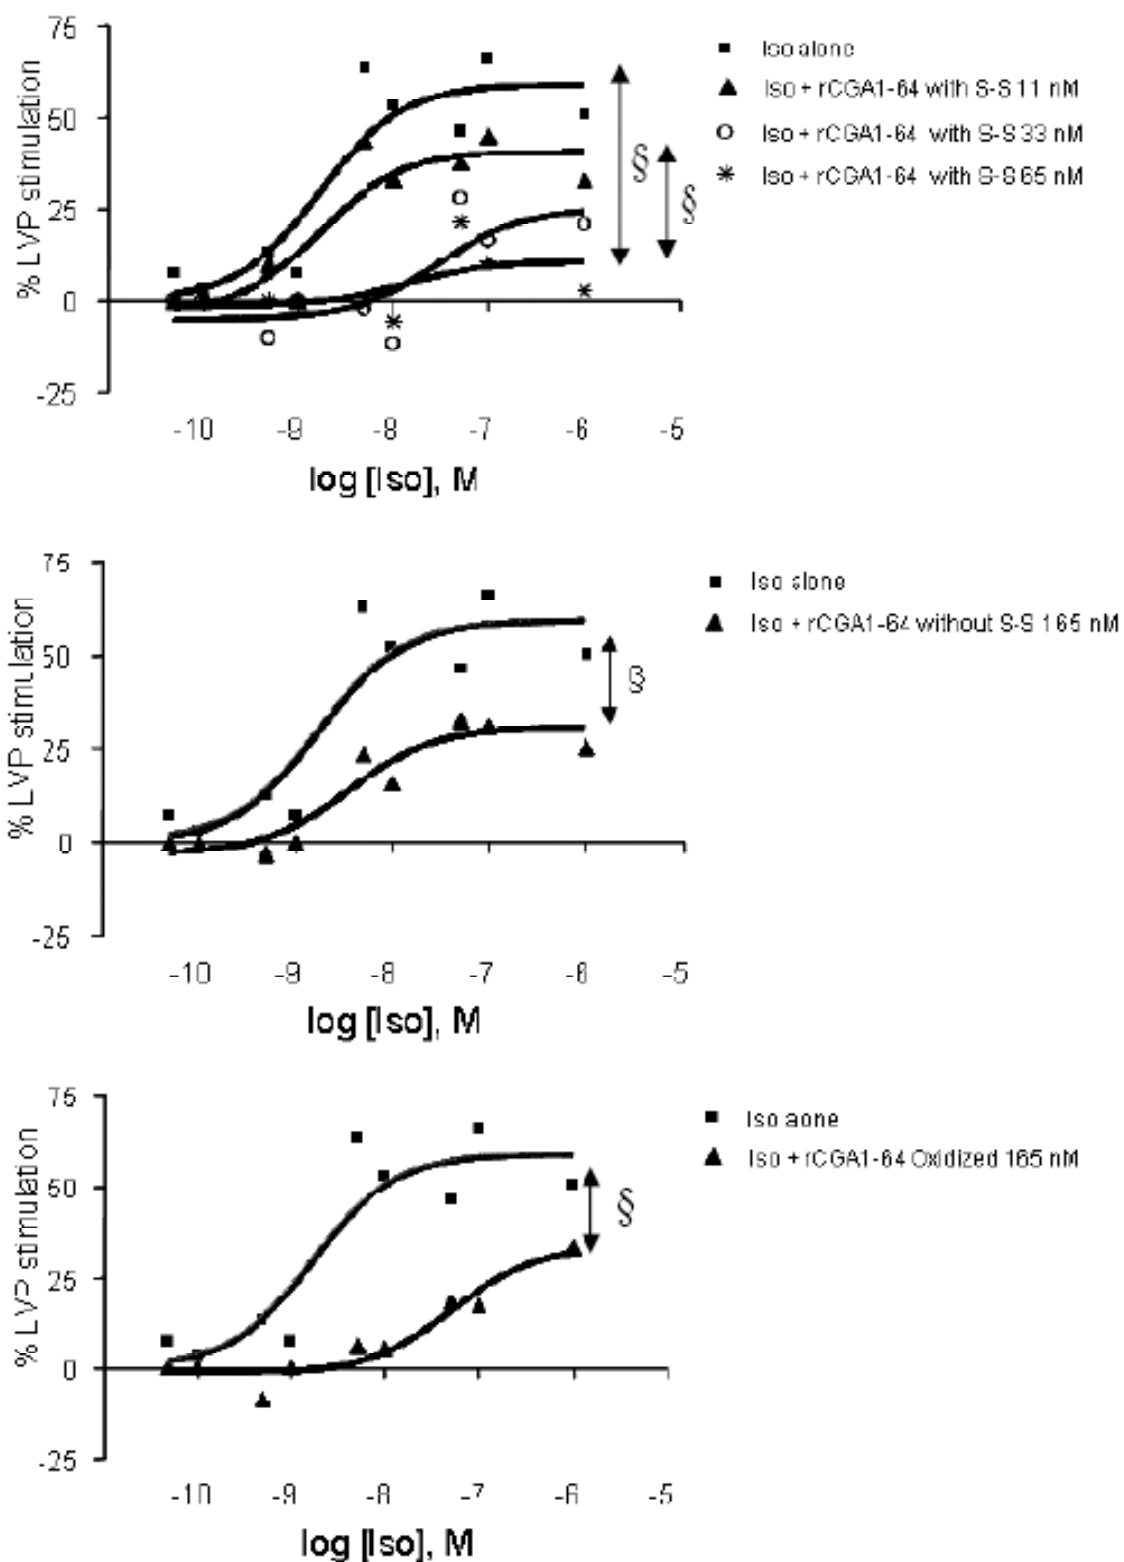 75
50
25
0
-25
% LVP stimulation
-10 -9 -8 -7 -6 -5
log [Iso], M
Iso alone
Iso + rCGA1-64 with S-S 11 nM
Iso + rCGA1-64 with S-S 33 nM
Iso + rCGA1-64 with S-S 65 nM
§
§
75
50
25
0
-25
% LVP stimulation
-10 -9 -8 -7 -6 -5
log [Iso], M
Iso alone
Iso + rCGA1-64 without S-S 165 nM
§
75
50
25
0
-25
% LVP stimulation
-10 -9 -8 -7 -6 -5
log [Iso], M
Iso aone
Iso + rCGA1-64 Oxidized 165 nM
§